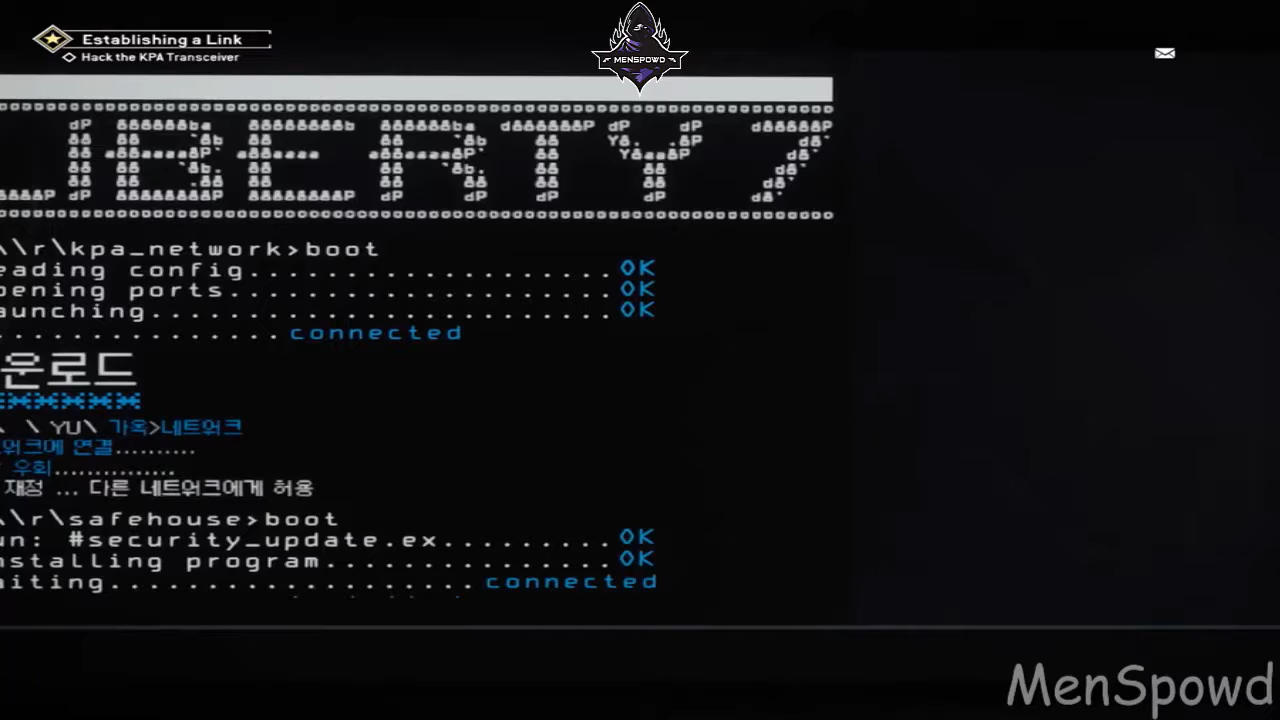 Establishing a Link
Hack the KPA Transceiver
MENSPOWD
LIBERTY 7
\\r\kpa_network>boot
eading config...................OK
pening ports....................OK
aunching........................OK
...............connected
운로드
\ \ YU\ 가옥>네트워크
워크에 연결..........
우회...............
재정 ... 다른 네트워크에게 허용
\\r\safehouse>boot
un: #security_update.ex.........OK
nstalling program...............OK
aiting...................connected
MenSpowd